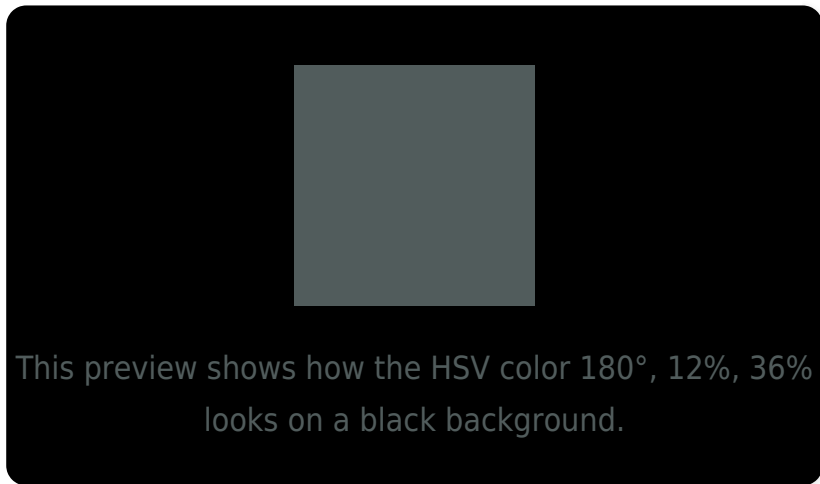 This preview shows how the HSV color 180°, 12%, 36%
looks on a black background.